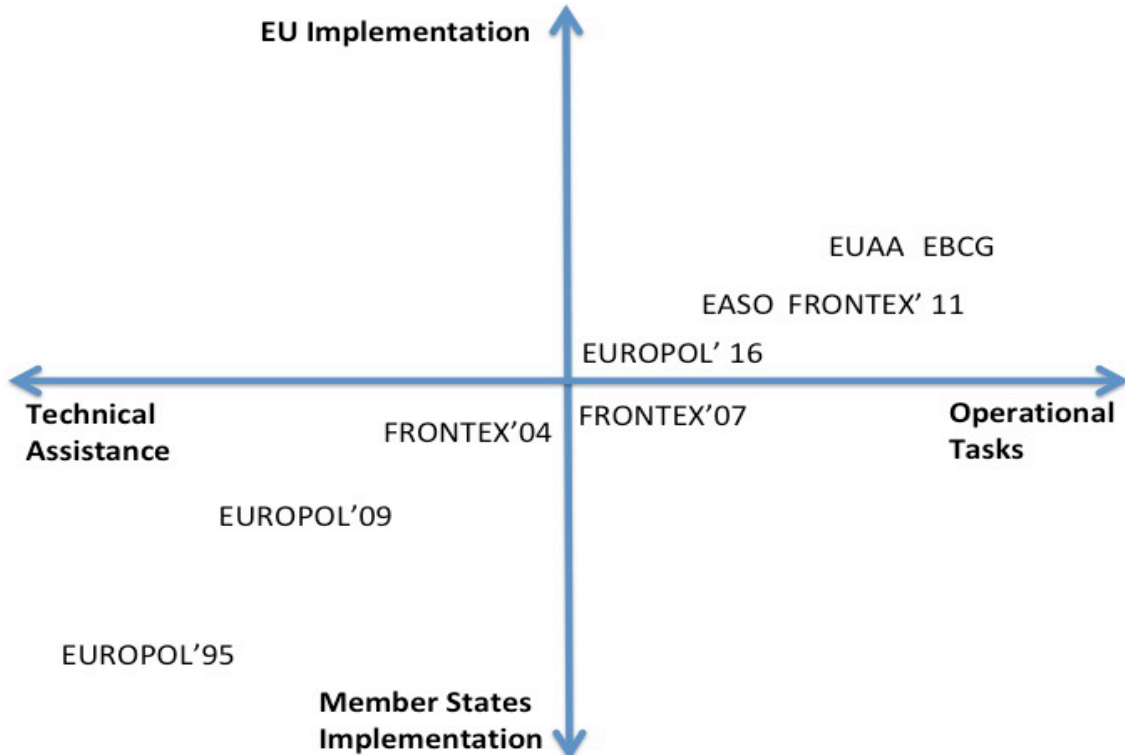 EU Implementation
EUAA EBCG
EASO FRONTEX’ 11
EUROPOL’ 16
Technical
Assistance
FRONTEX’04
FRONTEX’07
Operational
Tasks
EUROPOL’09
EUROPOL’95
Member States
Implementation